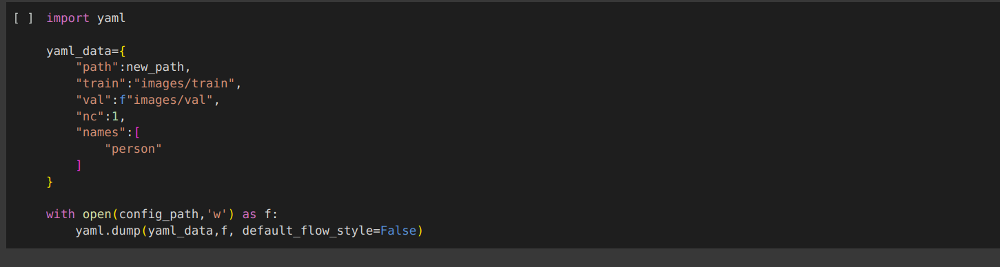 [ ] import yaml
yaml_data={
"path":new_path,
"train":"images/train",
"val":f"images/val",
"nc":1,
"names":[
"person"
]
}
with open(config_path,'w') as f:
yaml.dump(yaml_data,f, default_flow_style=False)